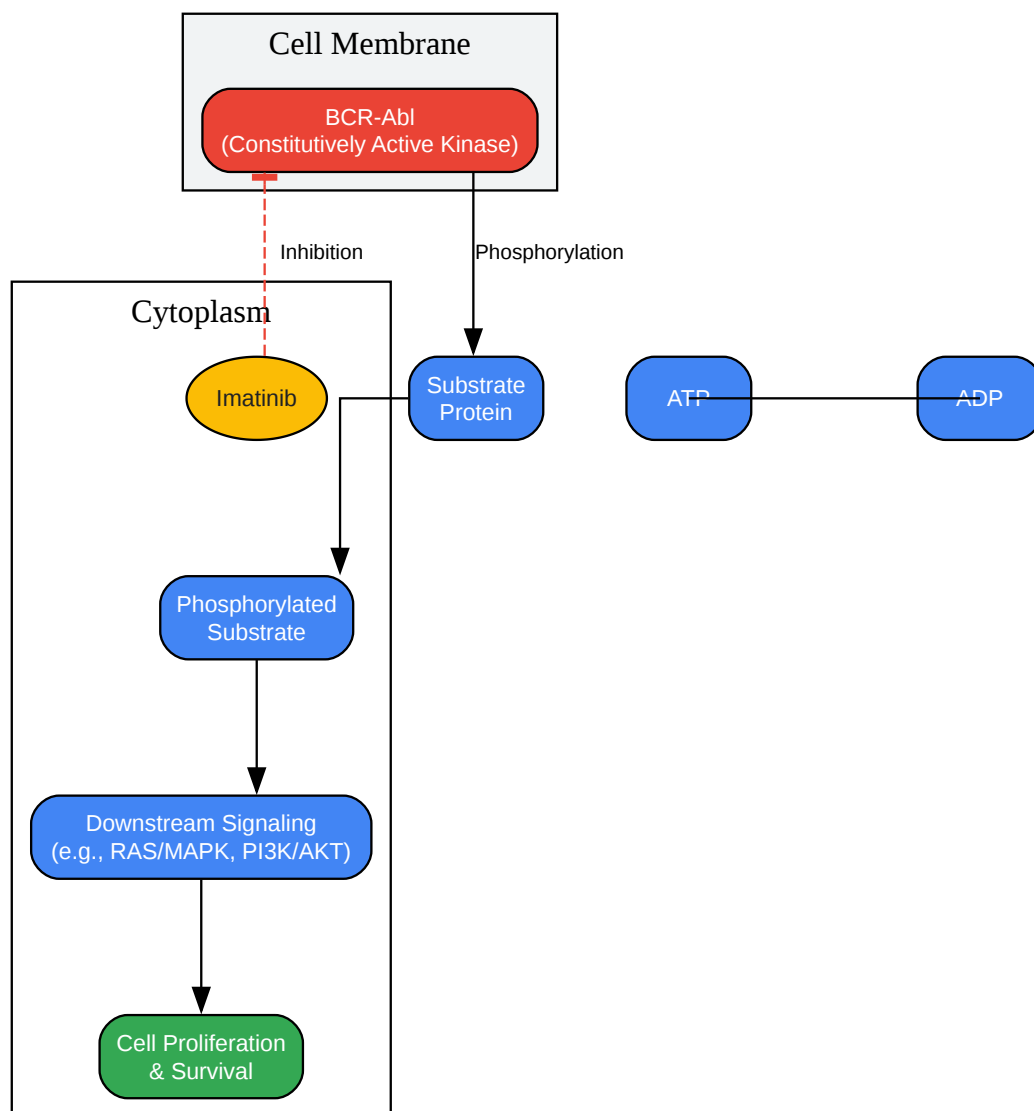 Cell Membrane
BCR-Abl
(Constitutively Active Kinase)
Inhibition
Phosphorylation
Cytoplasm
Imatinib
Substrate
Protein
ATP
ADP
Phosphorylated
Substrate
Downstream Signaling
(e.g., RAS/MAPK, PI3K/AKT)
Cell Proliferation
& Survival